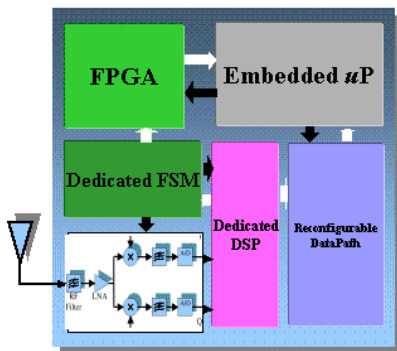 FPGA
Embedded uP
Dedicated FSM
Dedicated
DSP
Reconfigurable
DataPath
I
A/D
RF
Filter
LNA
A/D
Q